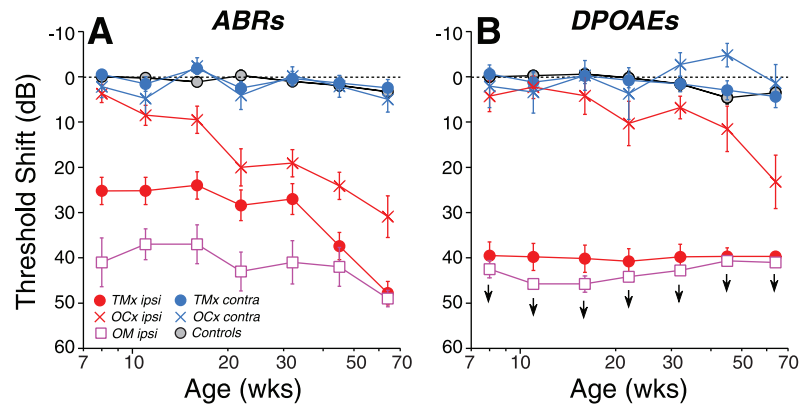 ABRs
DPOAEs
A
B
Threshold Shift (dB)
-10
0
10
20
30
40
50
60
TMx ipsi
TMx contra
OCx ipsi
OCx contra
OM ipsi
Controls
7 10 20 30 40 70
Age (wks)
-10
0
10
20
30
40
50
60
7 10 20 30 40 70
Age (wks)